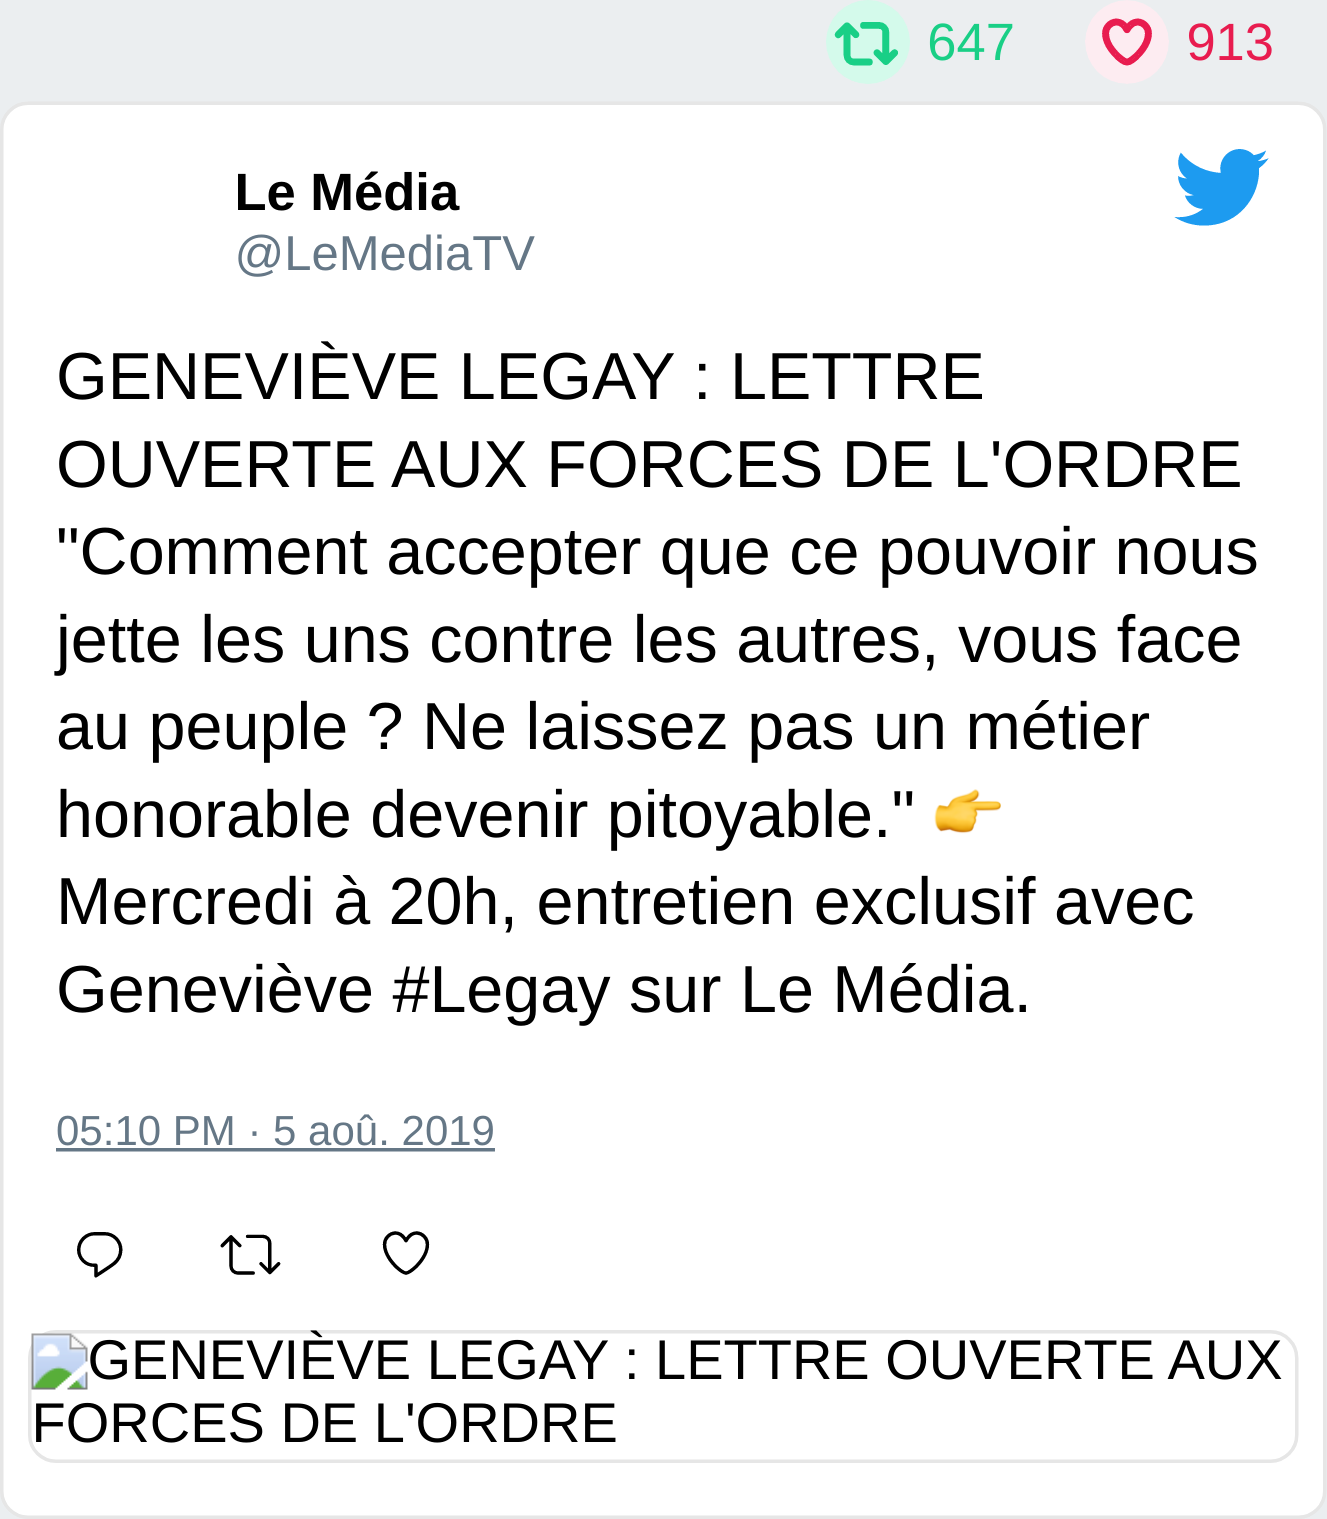 647 913
Le Média
@LeMediaTV
GENEVIÈVE LEGAY : LETTRE
OUVERTE AUX FORCES DE L'ORDRE
"Comment accepter que ce pouvoir nous
jette les uns contre les autres, vous face
au peuple ? Ne laissez pas un métier
honorable devenir pitoyable." 👉
Mercredi à 20h, entretien exclusif avec
Geneviève #Legay sur Le Média.
05:10 PM · 5 aoû. 2019
GENEVIÈVE LEGAY : LETTRE OUVERTE AUX
FORCES DE L'ORDRE